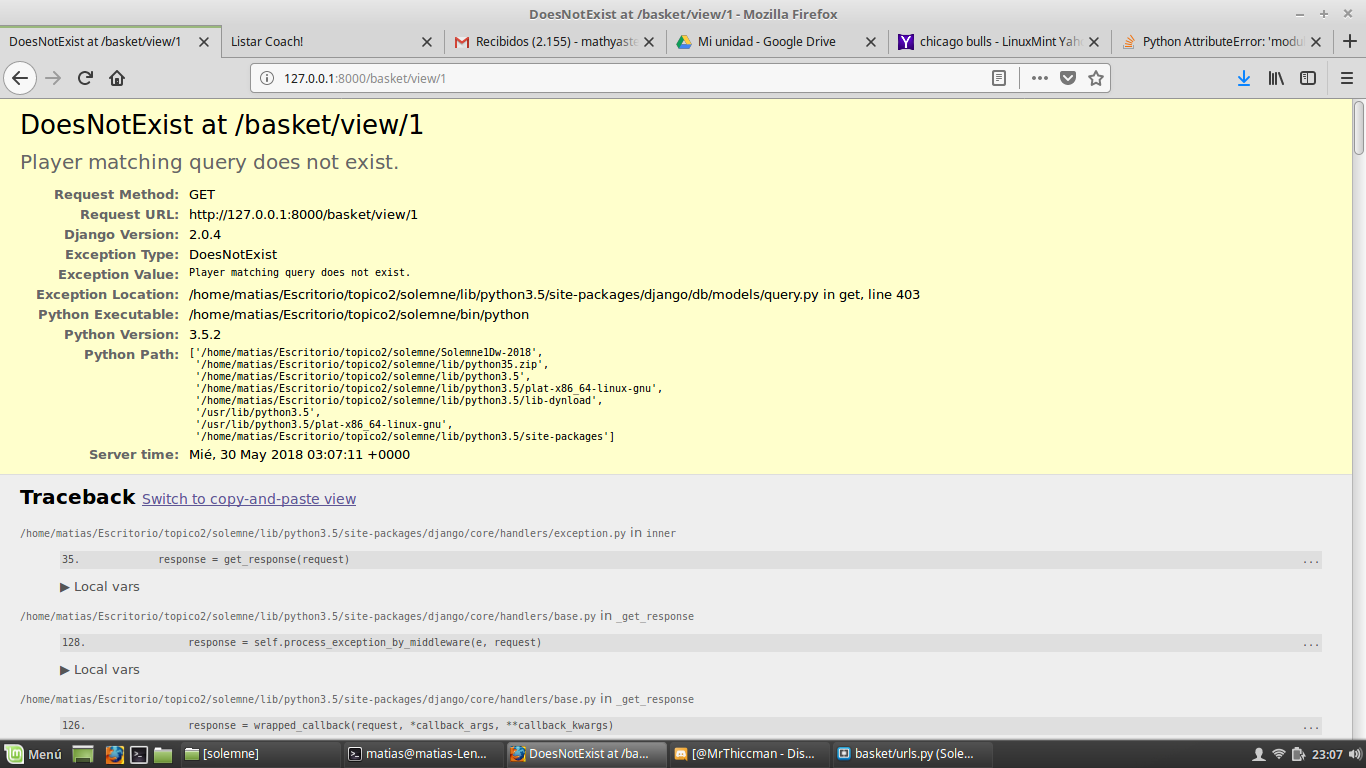 DoesNotExist at /basket/view/1 - Mozilla Firefox
DoesNotExist at /basket/view/1
Listar Coach!
Recibidos (2.155) - mathyaste
Mi unidad - Google Drive
chicago bulls - LinuxMint Yaho
Python AttributeError: 'modul
127.0.0.1:8000/basket/view/1
DoesNotExist at /basket/view/1
Player matching query does not exist.
Request Method: GET
Request URL: http://127.0.0.1:8000/basket/view/1
Django Version: 2.0.4
Exception Type: DoesNotExist
Exception Value: Player matching query does not exist.
Exception Location: /home/matias/Escritorio/topico2/solemne/lib/python3.5/site-packages/django/db/models/query.py in get, line 403
Python Executable: /home/matias/Escritorio/topico2/solemne/bin/python
Python Version: 3.5.2
Python Path: ['/home/matias/Escritorio/topico2/solemne/Solemne1Dw-2018',
'/home/matias/Escritorio/topico2/solemne/lib/python35.zip',
'/home/matias/Escritorio/topico2/solemne/lib/python3.5',
'/home/matias/Escritorio/topico2/solemne/lib/python3.5/plat-x86_64-linux-gnu',
'/home/matias/Escritorio/topico2/solemne/lib/python3.5/lib-dynload',
'/usr/lib/python3.5',
'/usr/lib/python3.5/plat-x86_64-linux-gnu',
'/home/matias/Escritorio/topico2/solemne/lib/python3.5/site-packages']
Server time: Mié, 30 May 2018 03:07:11 +0000
Traceback Switch to copy-and-paste view
/home/matias/Escritorio/topico2/solemne/lib/python3.5/site-packages/django/core/handlers/exception.py in inner
35. response = get_response(request) ...
▶ Local vars
/home/matias/Escritorio/topico2/solemne/lib/python3.5/site-packages/django/core/handlers/base.py in _get_response
128. response = self.process_exception_by_middleware(e, request) ...
▶ Local vars
/home/matias/Escritorio/topico2/solemne/lib/python3.5/site-packages/django/core/handlers/base.py in _get_response
126. response = wrapped_callback(request, *callback_args, **callback_kwargs) ...
Menú
[solemne]
matias@matias-Len...
DoesNotExist at /ba...
[@MrThiccman - Dis...
basket/urls.py (Sole...
23:07